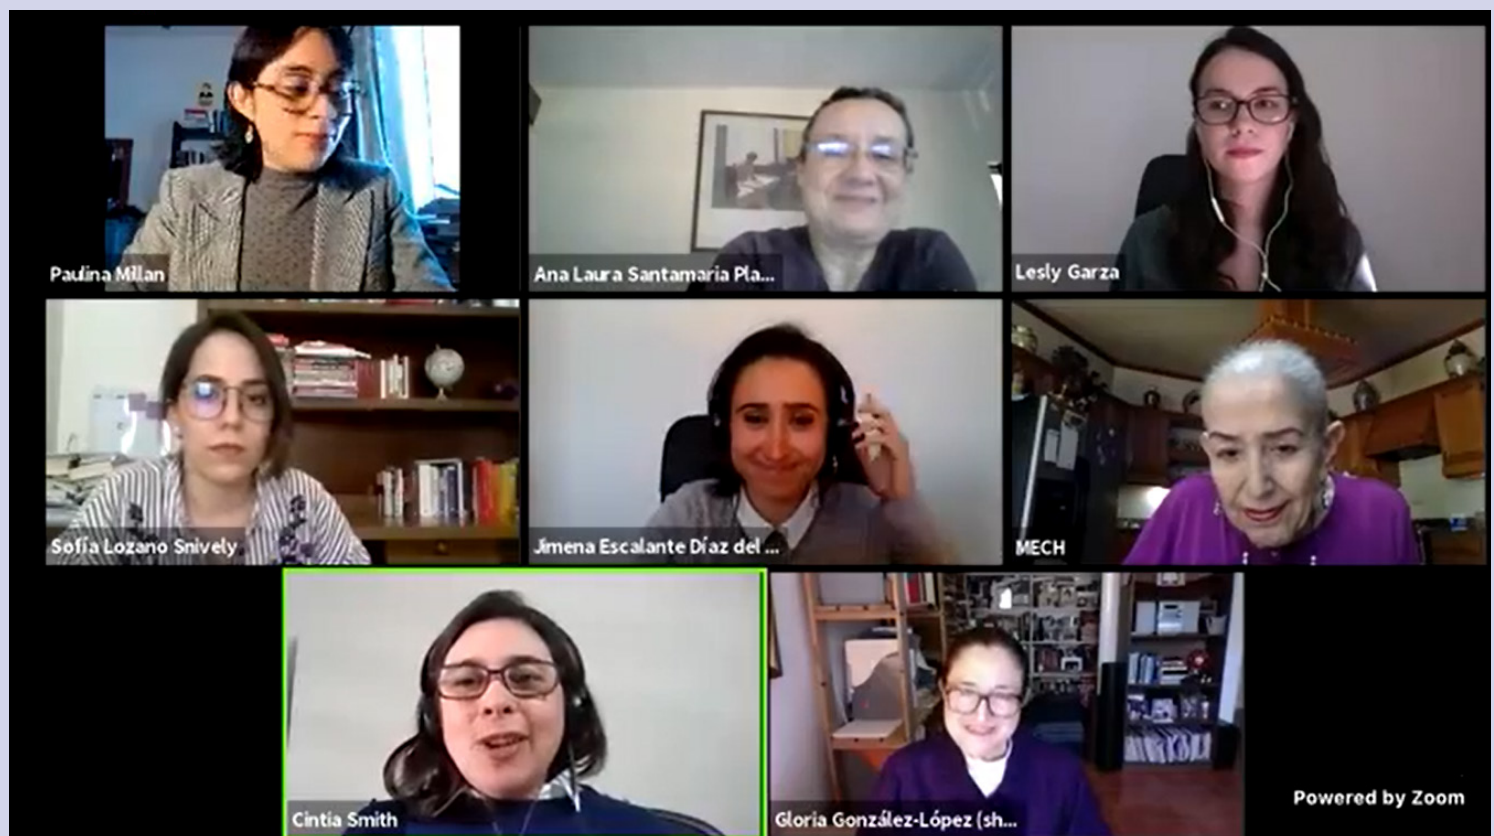 Paulina Millan
Ana Laura Santamaria Pla...
Lesly Garza
Sofía Lozano Snively
Jimena Escalante Díaz del ...
MECH
Cintia Smith
Gloria González-López (sh...
Powered by Zoom